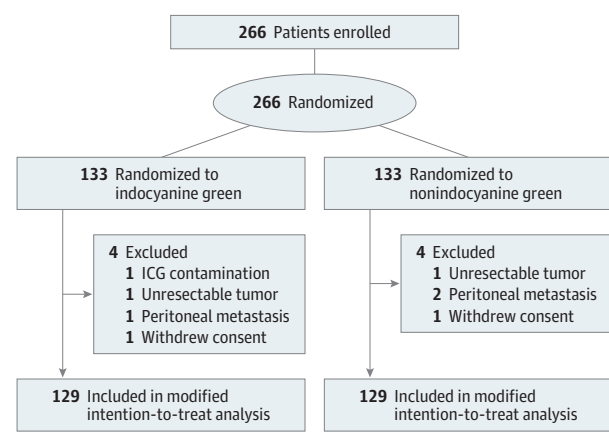 266 Patients enrolled
266 Randomized
133 Randomized to
indocyanine green
133 Randomized to
nonindocyanine green
4 Excluded
1 ICG contamination
1 Unresectable tumor
1 Peritoneal metastasis
1 Withdrew consent
4 Excluded
1 Unresectable tumor
2 Peritoneal metastasis
1 Withdrew consent
129 Included in modified
intention-to-treat analysis
129 Included in modified
intention-to-treat analysis